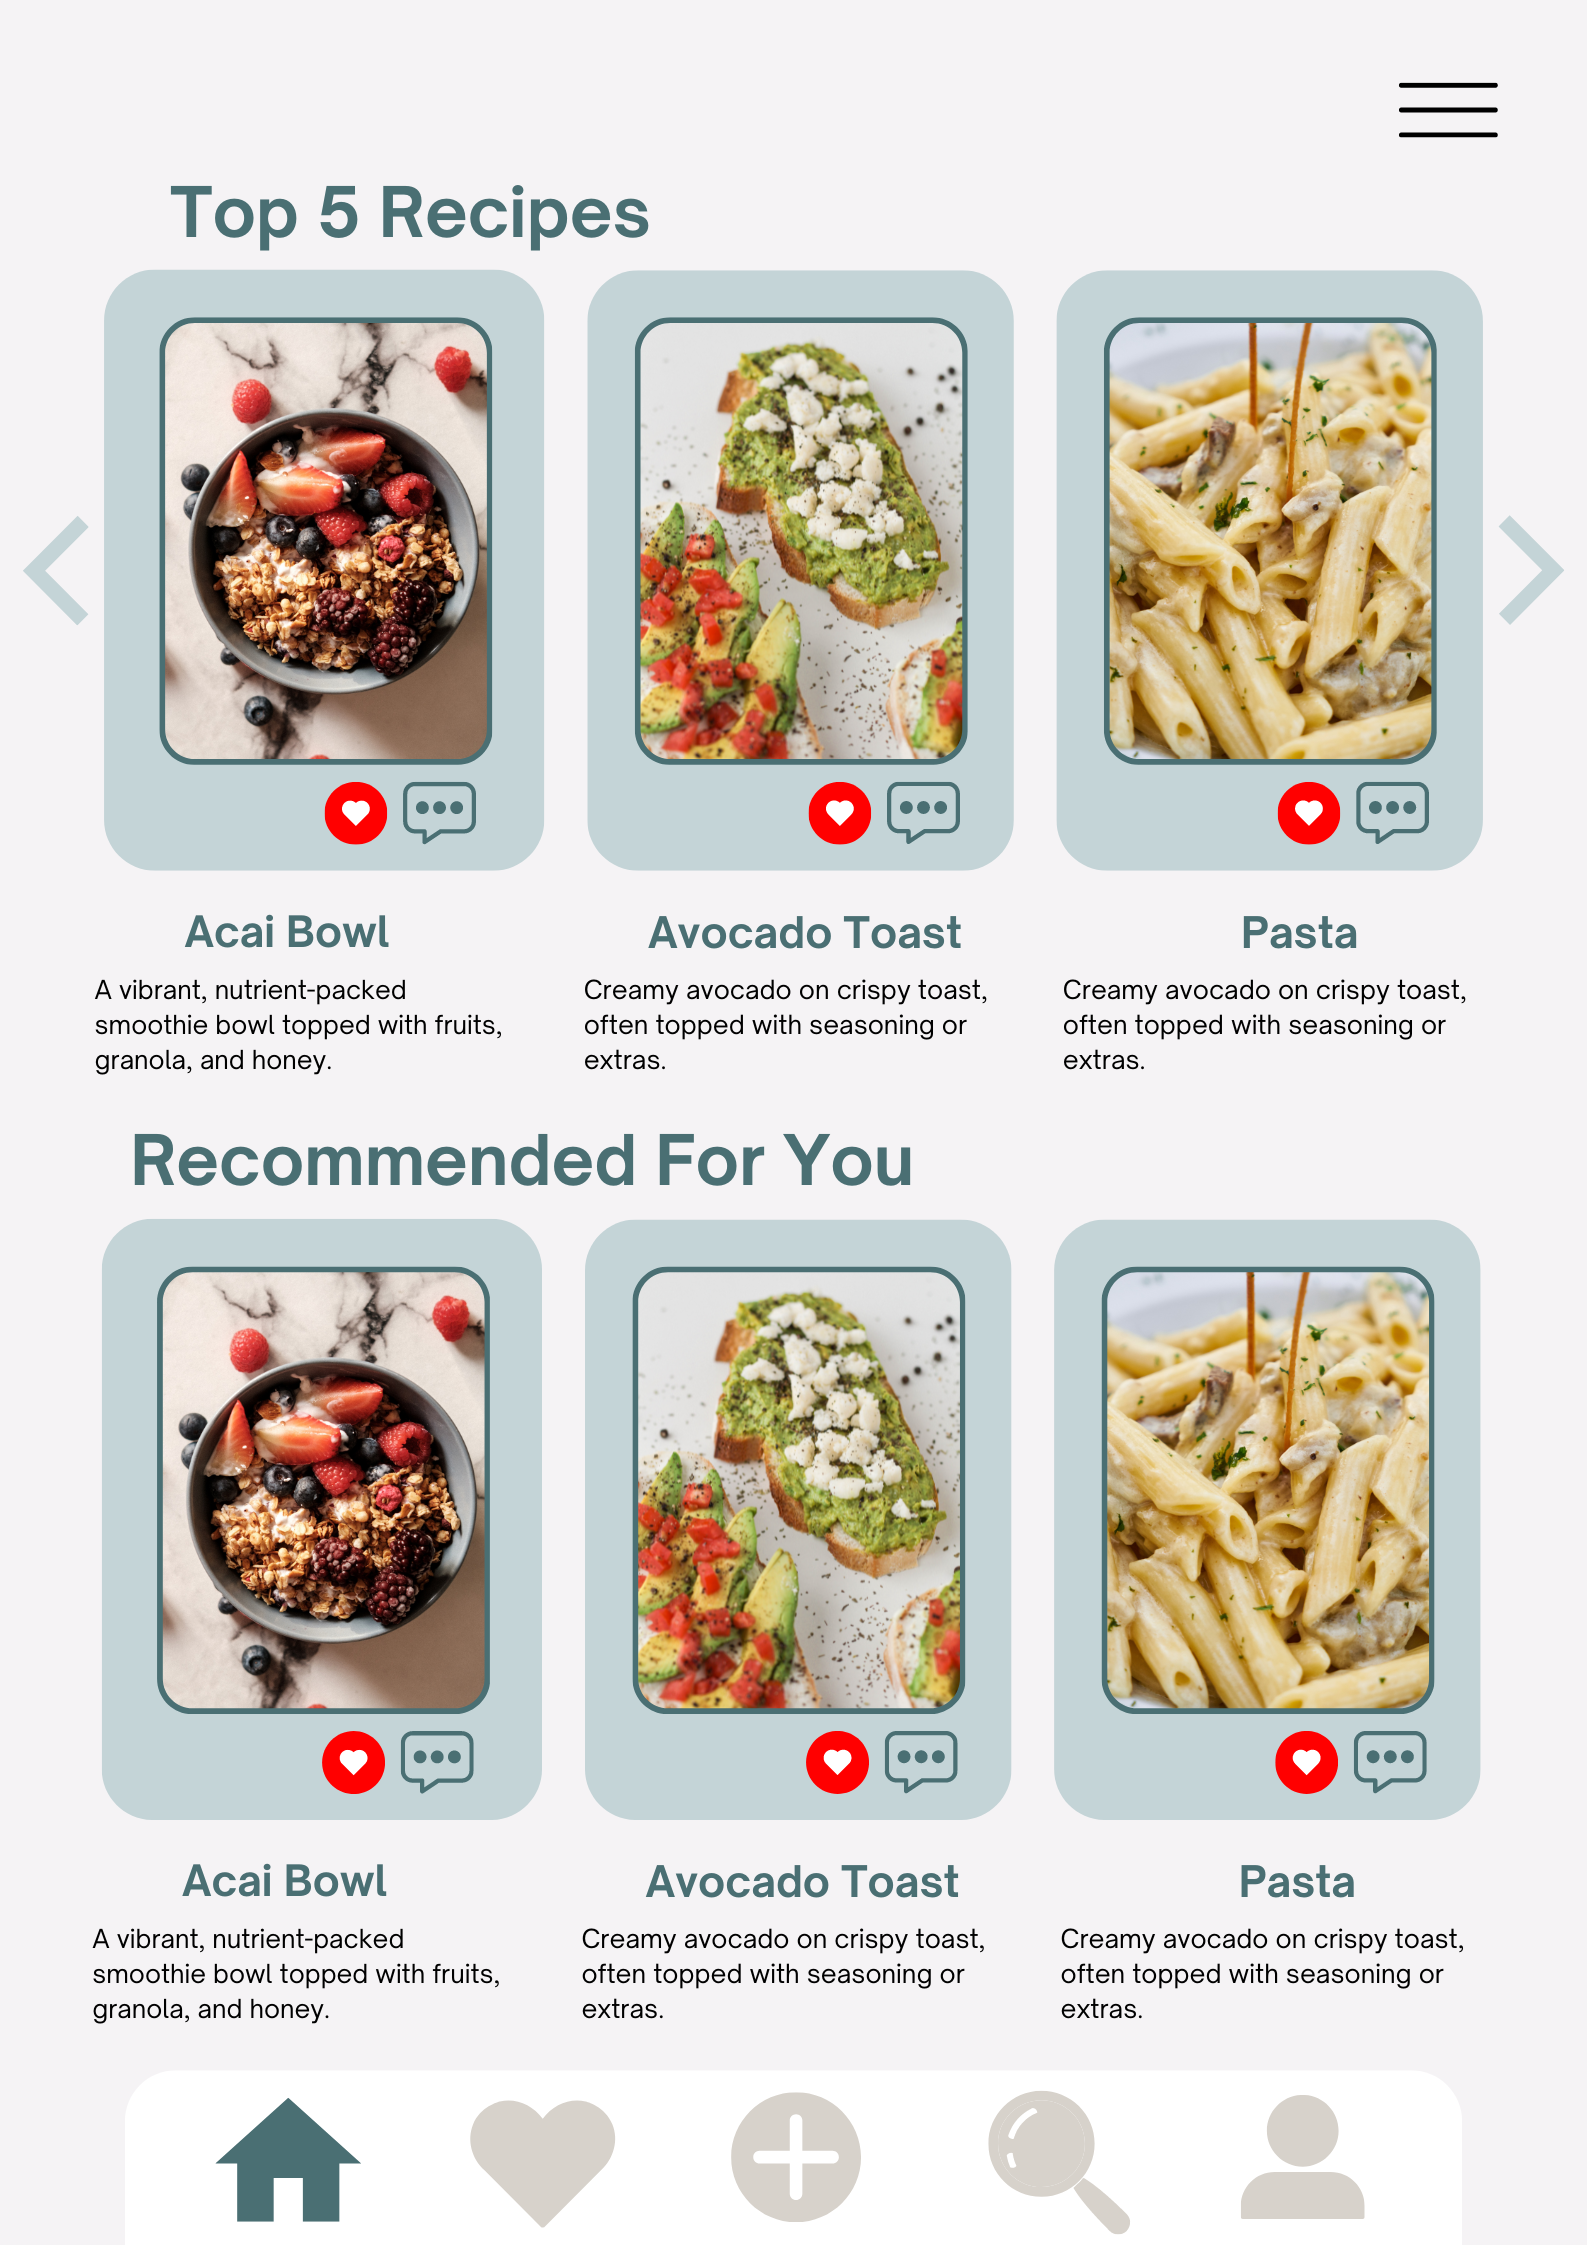 Top 5 Recipes
Acai Bowl
A vibrant, nutrient-packed
smoothie bowl topped with fruits,
granola, and honey.
Avocado Toast
Creamy avocado on crispy toast,
often topped with seasoning or
extras.
Pasta
Creamy avocado on crispy toast,
often topped with seasoning or
extras.
Recommended For You
Acai Bowl
A vibrant, nutrient-packed
smoothie bowl topped with fruits,
granola, and honey.
Avocado Toast
Creamy avocado on crispy toast,
often topped with seasoning or
extras.
Pasta
Creamy avocado on crispy toast,
often topped with seasoning or
extras.